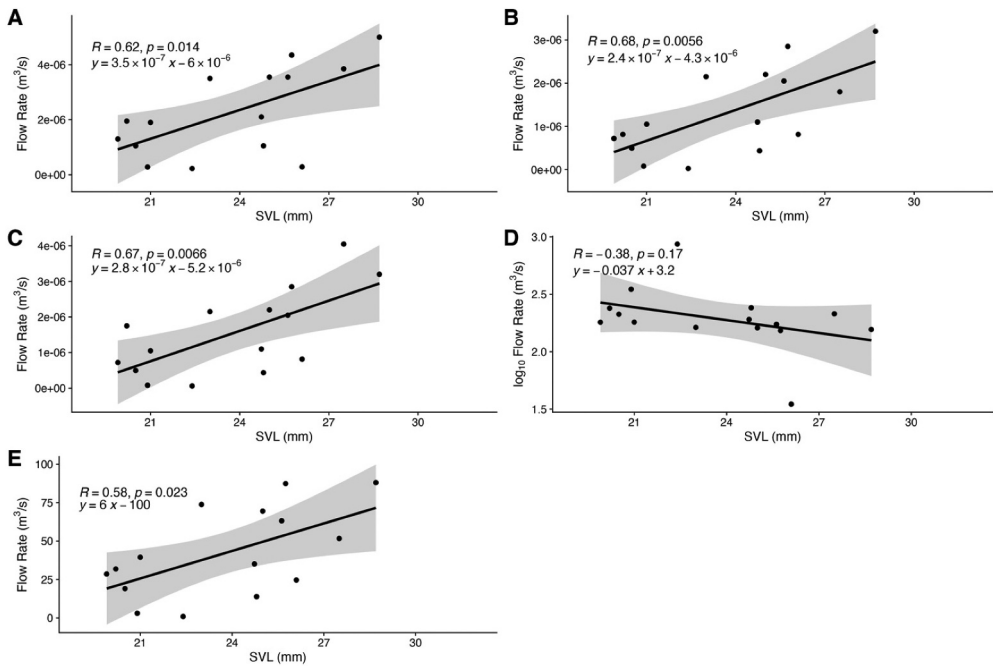 A
R = 0.62, p = 0.014
y = 3.5 × 10⁻⁷ x − 6 × 10⁻⁶
Flow Rate (m³/s)
4e-06
2e-06
0e+00
21 24 27 30
SVL (mm)
B
R = 0.68, p = 0.0056
y = 2.4 × 10⁻⁷ x − 4.3 × 10⁻⁶
Flow Rate (m³/s)
3e-06
2e-06
1e-06
0e+00
21 24 27 30
SVL (mm)
C
R = 0.67, p = 0.0066
y = 2.8 × 10⁻⁷ x − 5.2 × 10⁻⁶
Flow Rate (m³/s)
4e-06
3e-06
2e-06
1e-06
0e+00
21 24 27 30
SVL (mm)
D
R = −0.38, p = 0.17
y = −0.037 x + 3.2
log₁₀ Flow Rate (m³/s)
3.0
2.5
2.0
1.5
21 24 27 30
SVL (mm)
E
R = 0.58, p = 0.023
y = 6 x − 100
Flow Rate (m³/s)
100
75
50
25
0
21 24 27 30
SVL (mm)